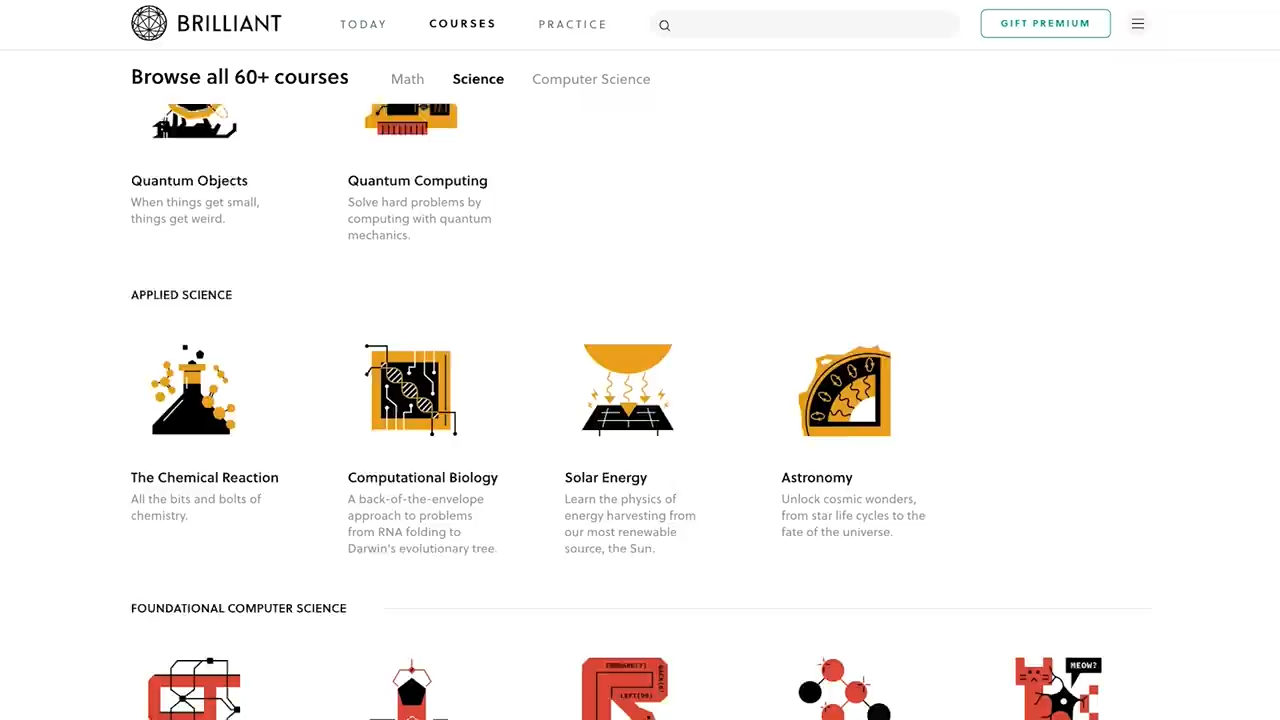 BRILLIANT
TODAY
COURSES
PRACTICE
GIFT PREMIUM
Browse all 60+ courses
Math
Science
Computer Science
Quantum Objects
When things get small,
things get weird.
Quantum Computing
Solve hard problems by
computing with quantum
mechanics.
APPLIED SCIENCE
The Chemical Reaction
All the bits and bolts of
chemistry.
Computational Biology
A back-of-the-envelope
approach to problems
from RNA folding to
Darwin's evolutionary tree.
Solar Energy
Learn the physics of
energy harvesting from
our most renewable
source, the Sun.
Astronomy
Unlock cosmic wonders,
from star life cycles to the
fate of the universe.
FOUNDATIONAL COMPUTER SCIENCE
MEOW?